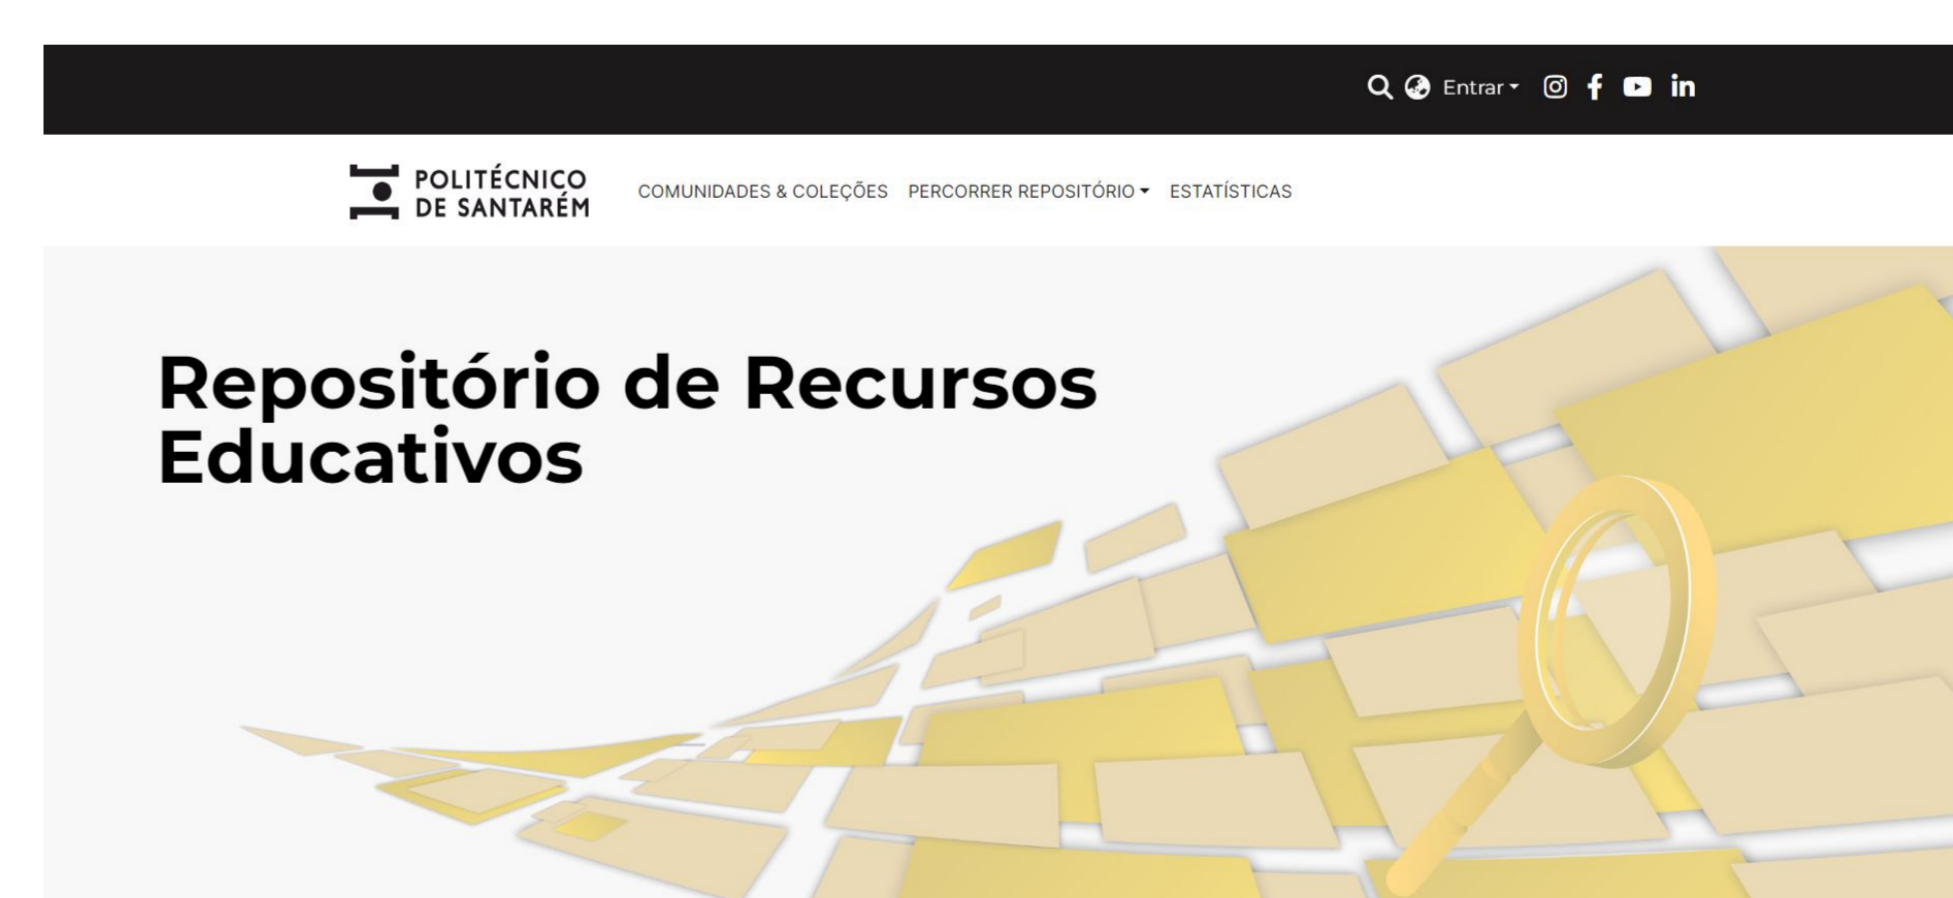 Entrar
POLITÉCNICO
DE SANTARÉM
COMUNIDADES & COLEÇÕES PERCORRER REPOSITÓRIO ESTATÍSTICAS
Repositório de Recursos
Educativos